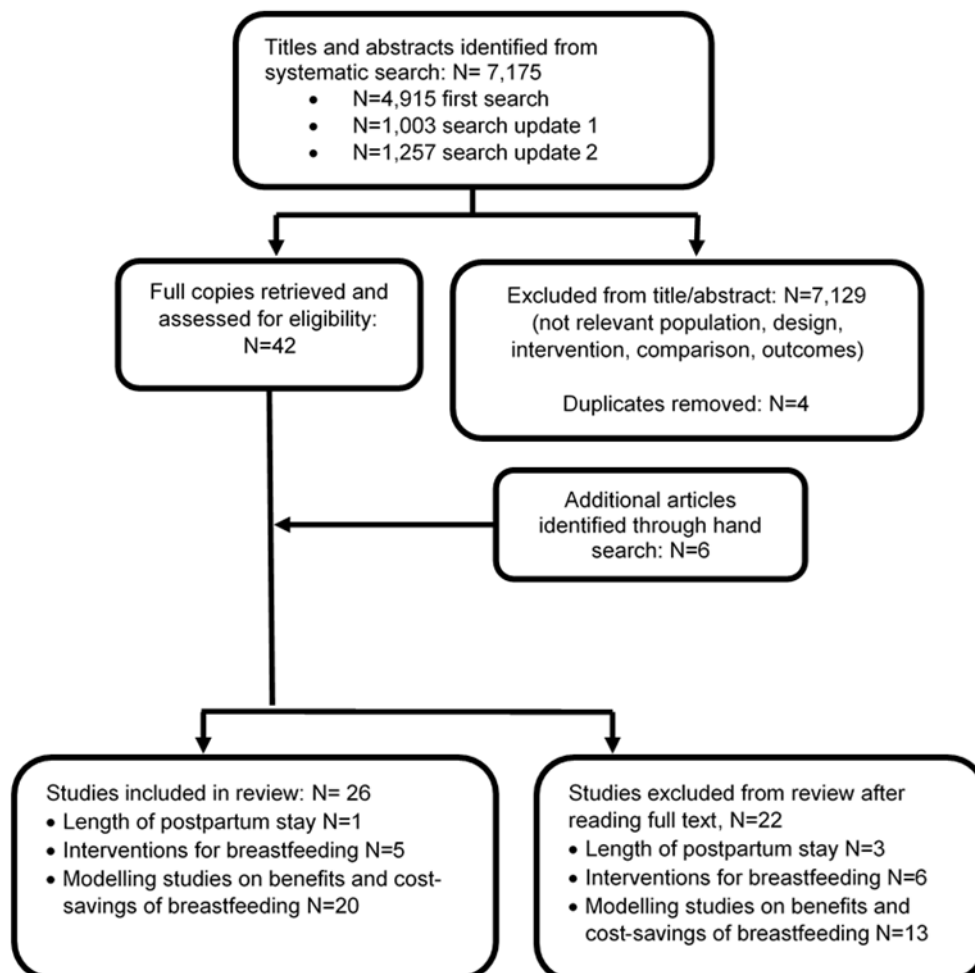 Titles and abstracts identified from
systematic search: N= 7,175
• N=4,915 first search
• N=1,003 search update 1
• N=1,257 search update 2
Full copies retrieved and
assessed for eligibility:
N=42
Excluded from title/abstract: N=7,129
(not relevant population, design,
intervention, comparison, outcomes)
Duplicates removed: N=4
Additional articles
identified through hand
search: N=6
Studies included in review: N= 26
• Length of postpartum stay N=1
• Interventions for breastfeeding N=5
• Modelling studies on benefits and cost-
savings of breastfeeding N=20
Studies excluded from review after
reading full text, N=22
• Length of postpartum stay N=3
• Interventions for breastfeeding N=6
• Modelling studies on benefits and
cost-savings of breastfeeding N=13